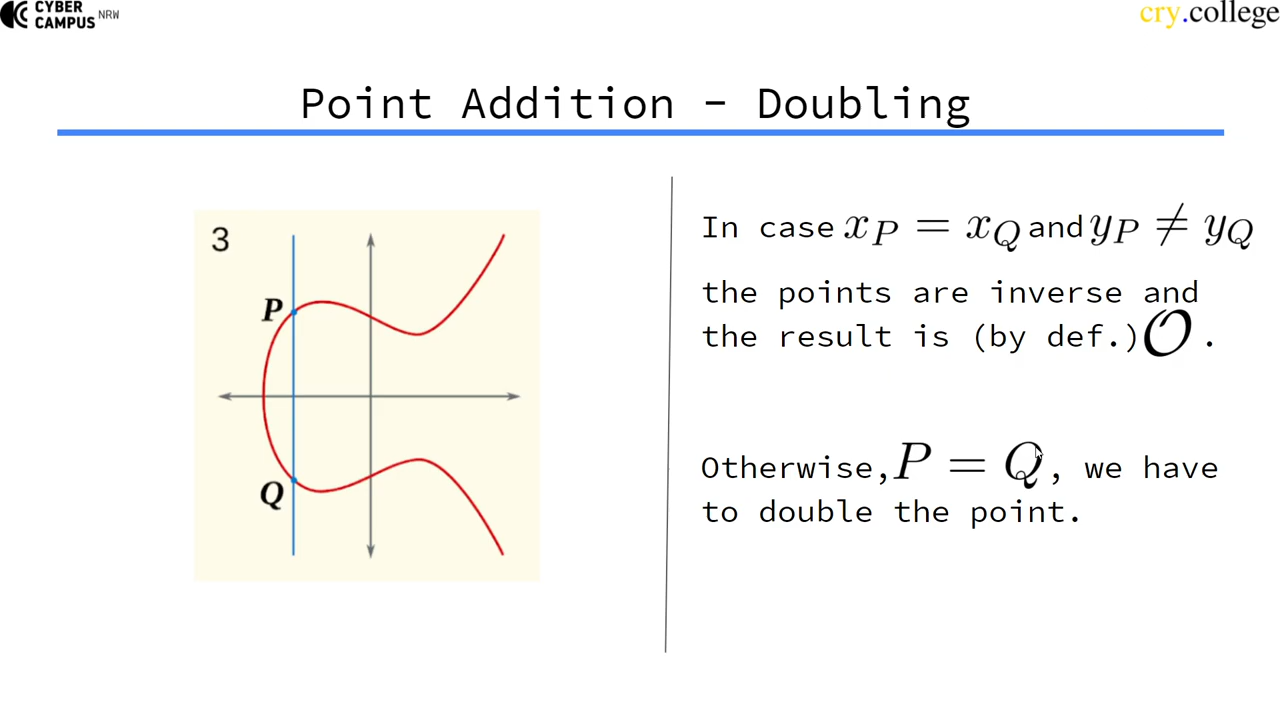 CYBER
CAMPUS NRW
cry.college
Point Addition - Doubling
3
P
Q
In case x_P = x_Q and y_P ≠ y_Q
the points are inverse and
the result is (by def.) 𝒪 .
Otherwise, P = Q, we have
to double the point.